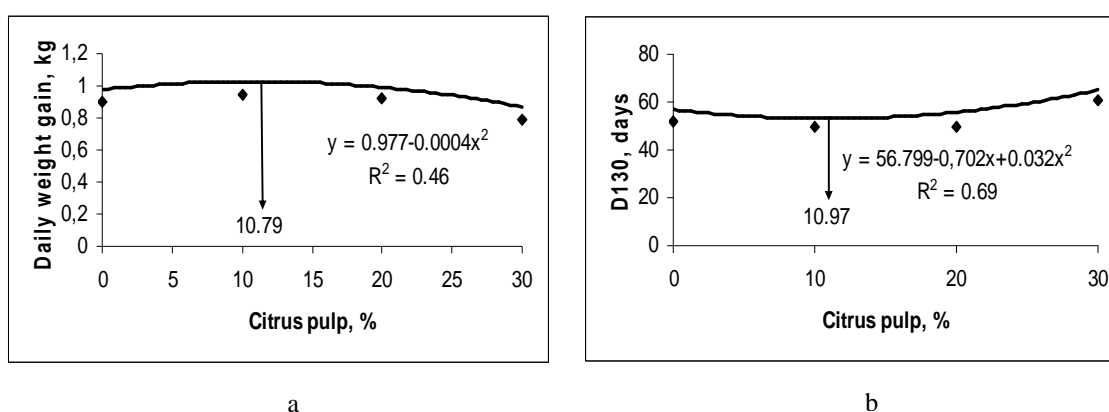 Daily weight gain, kg
1,2
1
0,8
0,6
0,4
0,2
0
y = 0.977-0.0004x²
R² = 0.46
10.79
0 5 10 15 20 25 30
Citrus pulp, %
a
D130, days
80
60
40
20
0
y = 56.799-0,702x+0.032x²
R² = 0.69
10.97
0 10 20 30
Citrus pulp, %
b